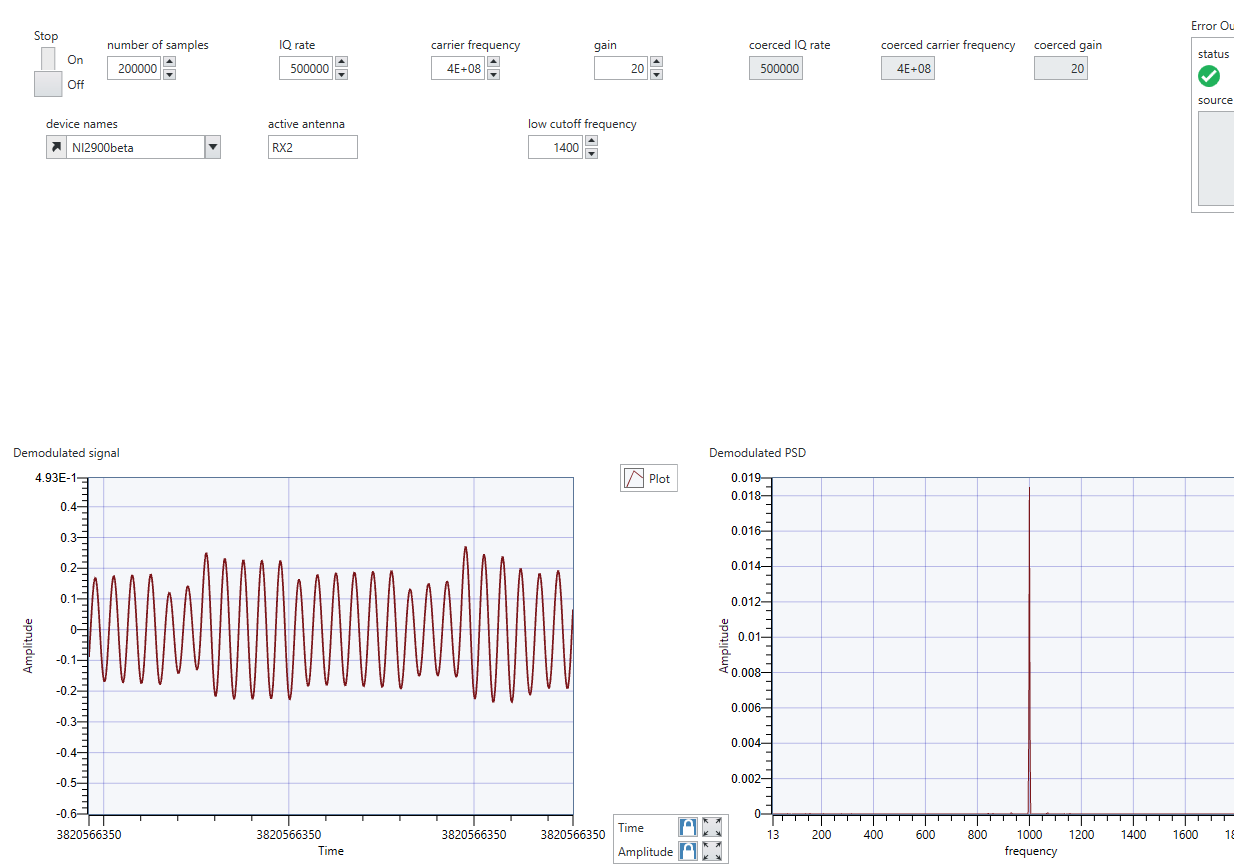 Stop
On
Off
number of samples
200000
IQ rate
500000
carrier frequency
4E+08
gain
20
coerced IQ rate
500000
coerced carrier frequency
4E+08
coerced gain
20
Error Ou
status
source
device names
NI2900beta
active antenna
RX2
low cutoff frequency
1400
Demodulated signal
4.93E-1
0.4
0.3
0.2
0.1
0
-0.1
-0.2
-0.3
-0.4
-0.5
-0.6
Amplitude
3820566350 3820566350 3820566350 3820566350
Time
Plot
Time
Amplitude
Demodulated PSD
0.019
0.018
0.016
0.014
0.012
0.01
0.008
0.006
0.004
0.002
0
Amplitude
13 200 400 600 800 1000 1200 1400 1600 18
frequency